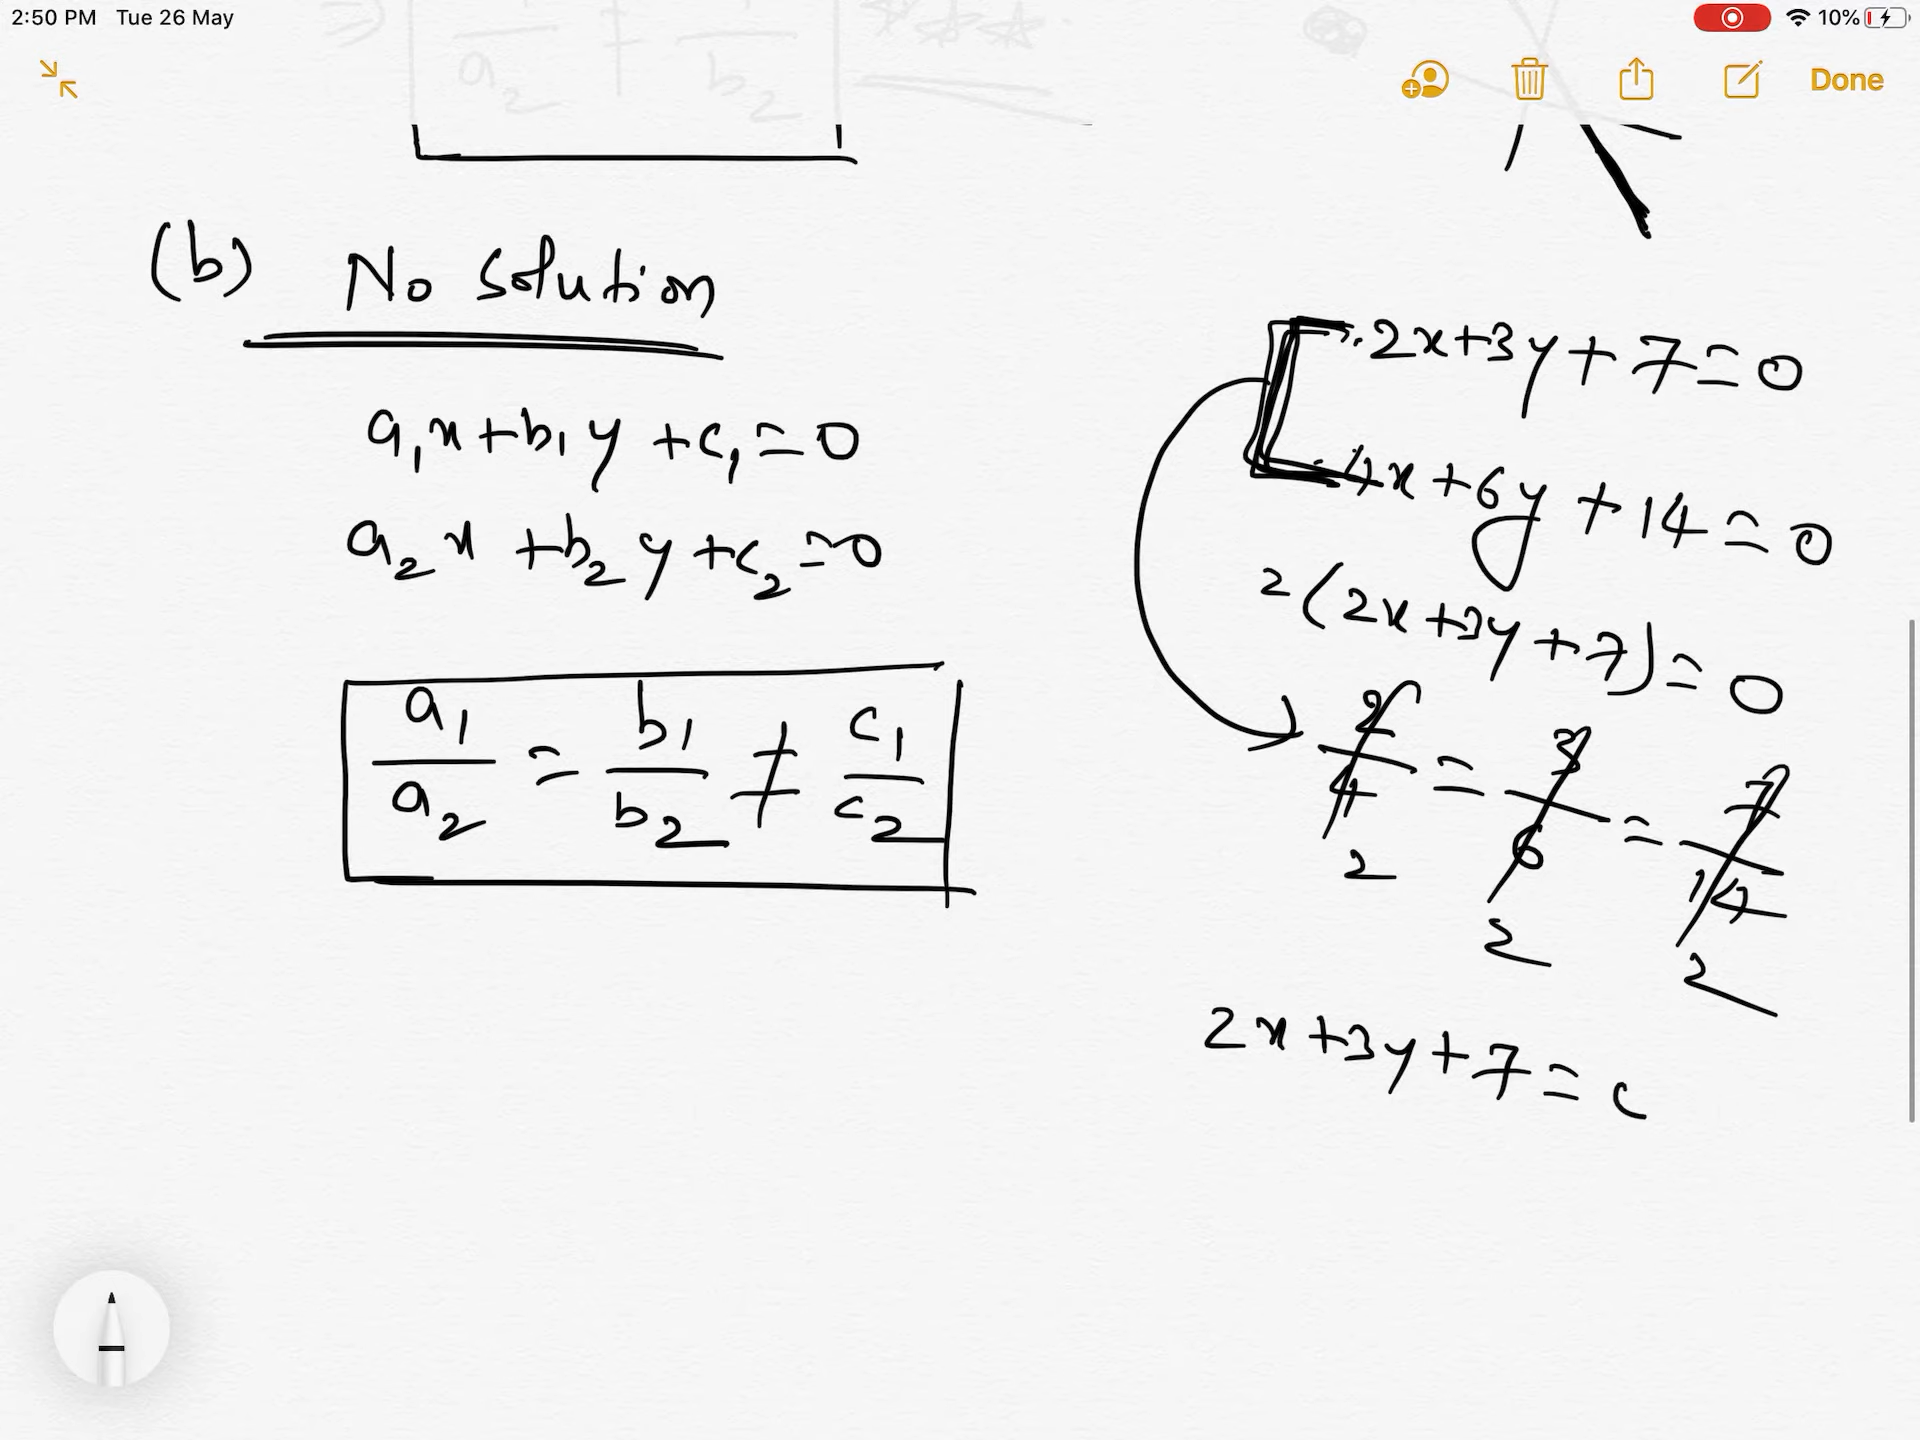 2:50 PM Tue 26 May
10%
Done
a₂ ≠ b₂
(b) No solution
a₁x + b₁y + c₁ = 0
a₂x + b₂y + c₂ = 0
a₁/a₂ = b₁/b₂ ≠ c₁/c₂
2x + 3y + 7 = 0
4x + 6y + 14 = 0
2(2x + 3y + 7) = 0
2/4 = 3/6 = 7/14
2 2 2
2x + 3y + 7 = c